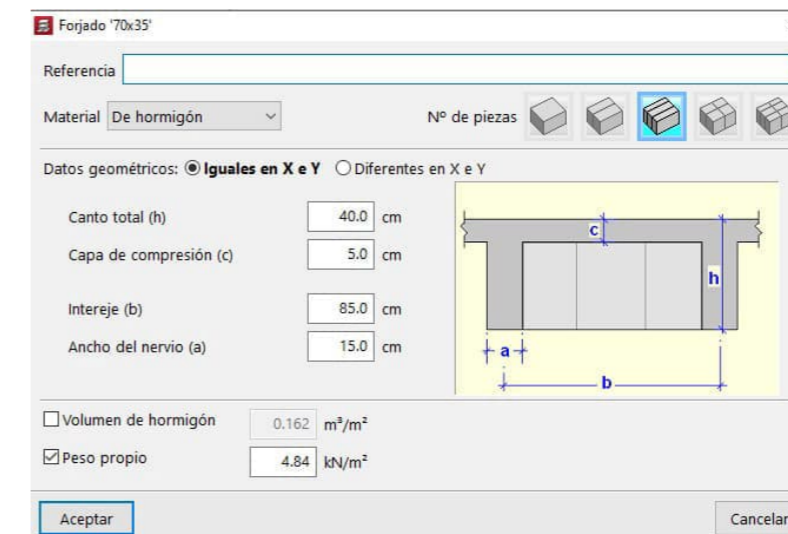 Forjado '70x35'
Referencia
Material De hormigón Nº de piezas
Datos geométricos: Iguales en X e Y Diferentes en X e Y
Canto total (h) 40.0 cm
Capa de compresión (c) 5.0 cm
Intereje (b) 85.0 cm
Ancho del nervio (a) 15.0 cm
c
h
a
b
Volumen de hormigón 0.162 m³/m²
Peso propio 4.84 kN/m²
Aceptar Cancelar